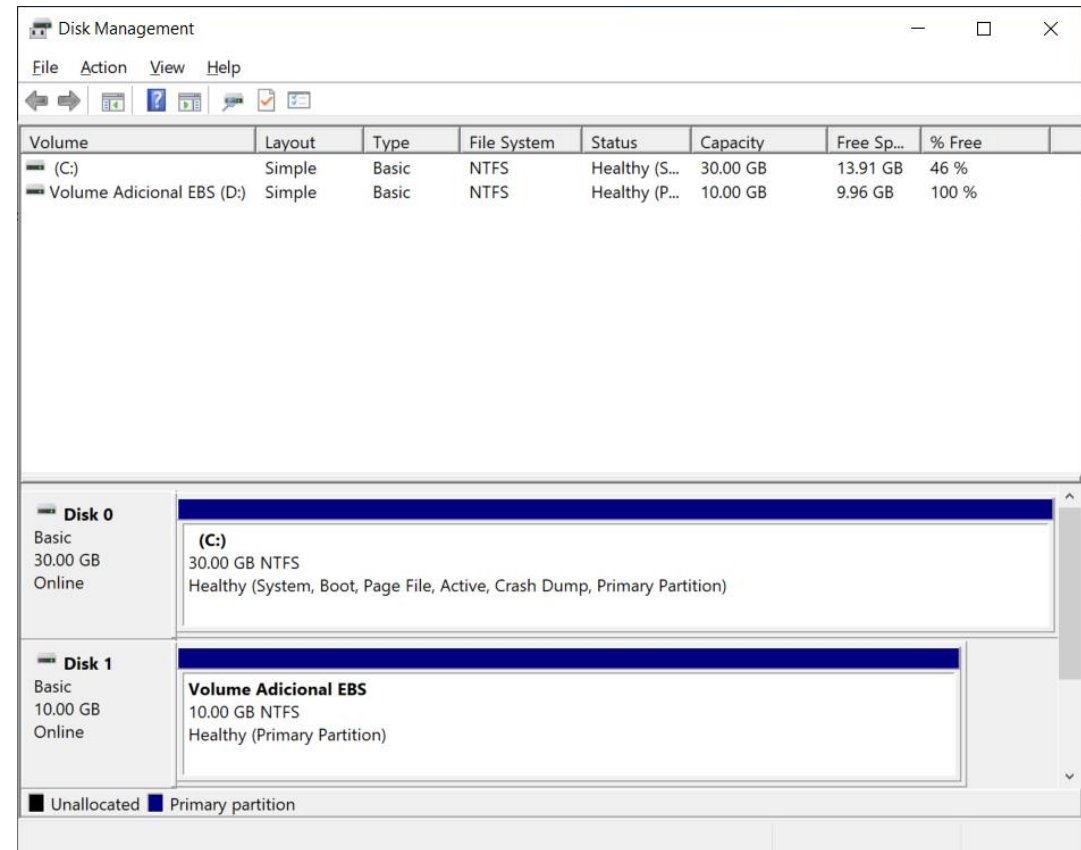 Disk Management
File Action View Help
Volume Layout Type File System Status Capacity Free Sp... % Free
(C:) Simple Basic NTFS Healthy (S... 30.00 GB 13.91 GB 46 %
Volume Adicional EBS (D:) Simple Basic NTFS Healthy (P... 10.00 GB 9.96 GB 100 %
Disk 0
Basic
30.00 GB
Online
(C:)
30.00 GB NTFS
Healthy (System, Boot, Page File, Active, Crash Dump, Primary Partition)
Disk 1
Basic
10.00 GB
Online
Volume Adicional EBS
10.00 GB NTFS
Healthy (Primary Partition)
Unallocated Primary partition